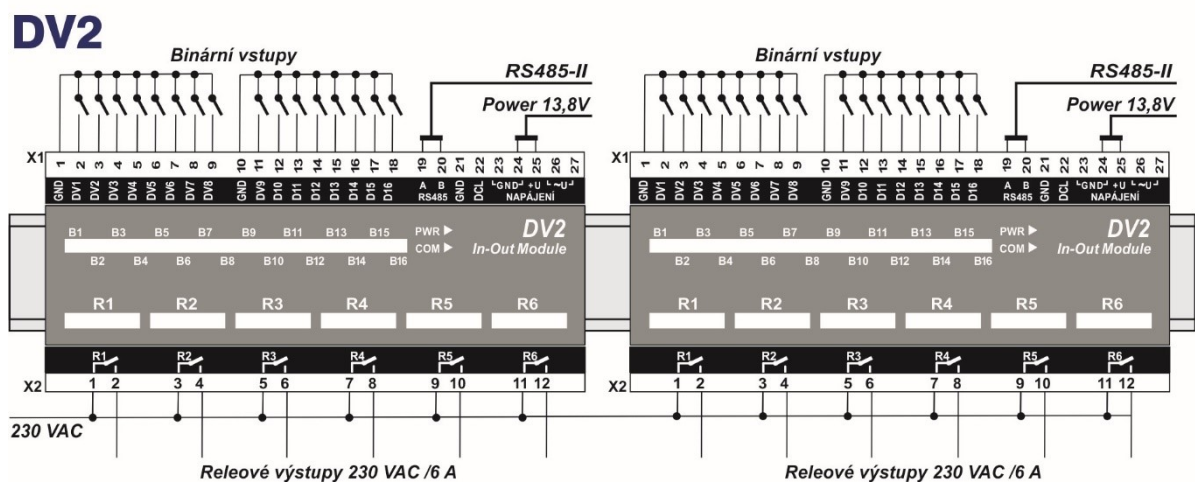 DV2
Binární vstupy Binární vstupy
RS485-II RS485-II
Power 13,8V Power 13,8V
X1 1 2 3 4 5 6 7 8 9 10 11 12 13 14 15 16 17 18 19 20 21 22 23 24 25 26 27 X1 1 2 3 4 5 6 7 8 9 10 11 12 13 14 15 16 17 18 19 20 21 22 23 24 25 26 27
GND DV1 DV2 DV3 DV4 DV5 DV6 DV7 DV8 GND DV9 D10 D11 D12 D13 D14 D15 D16 A B GND DCL GND +U ~U GND DV1 DV2 DV3 DV4 DV5 DV6 DV7 DV8 GND DV9 D10 D11 D12 D13 D14 D15 D16 A B GND DCL GND +U ~U
RS485 NAPÁJENÍ RS485 NAPÁJENÍ
B1 B3 B5 B7 B9 B11 B13 B15 PWR DV2 B1 B3 B5 B7 B9 B11 B13 B15 PWR DV2
COM In-Out Module COM In-Out Module
B2 B4 B6 B8 B10 B12 B14 B16 B2 B4 B6 B8 B10 B12 B14 B16
R1 R2 R3 R4 R5 R6 R1 R2 R3 R4 R5 R6
R1 R2 R3 R4 R5 R6 R1 R2 R3 R4 R5 R6
X2 1 2 3 4 5 6 7 8 9 10 11 12 X2 1 2 3 4 5 6 7 8 9 10 11 12
230 VAC
Releové výstupy 230 VAC /6 A Releové výstupy 230 VAC /6 A